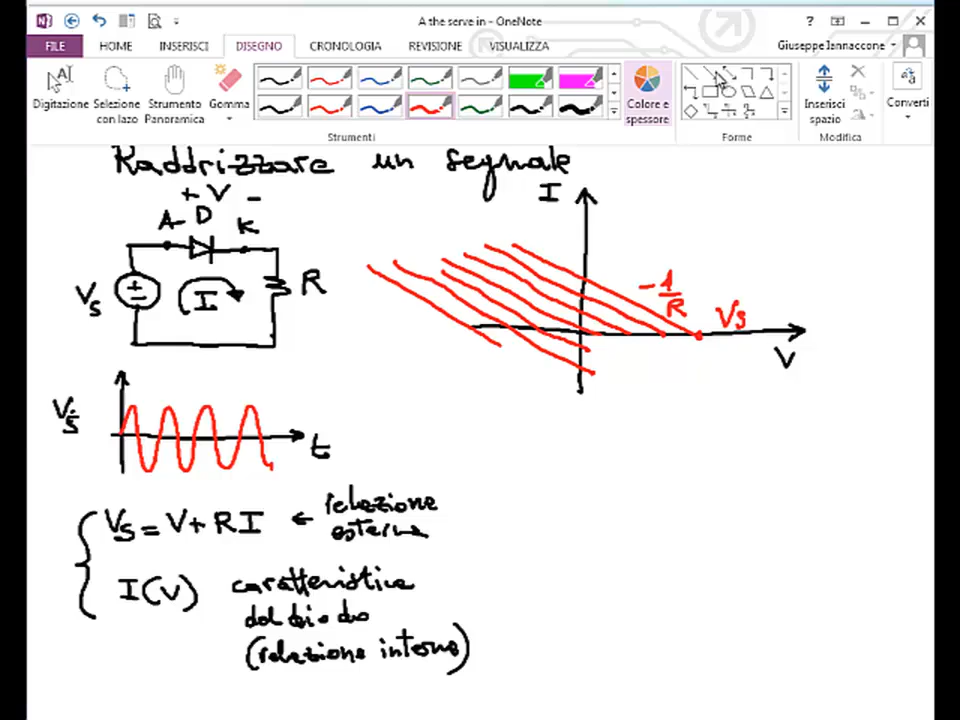 A the serve in - OneNote
FILE HOME INSERISCI DISEGNO CRONOLOGIA REVISIONE VISUALIZZA Giuseppe Iannaccone
Digitazione
Selezione con lazo
Strumento Panoramica
Gomma
Colore e spessore
Inserisci spazio
Converti
Strumenti Forme Modifica
Raddrizzare un segnale
+ V -
A D K
Vs + I R
I
-1/R
Vs
V
Vs
t
Vs = V + RI ← relazione
esterna
I(V) caratteristica
del diodo
(relazione interna)